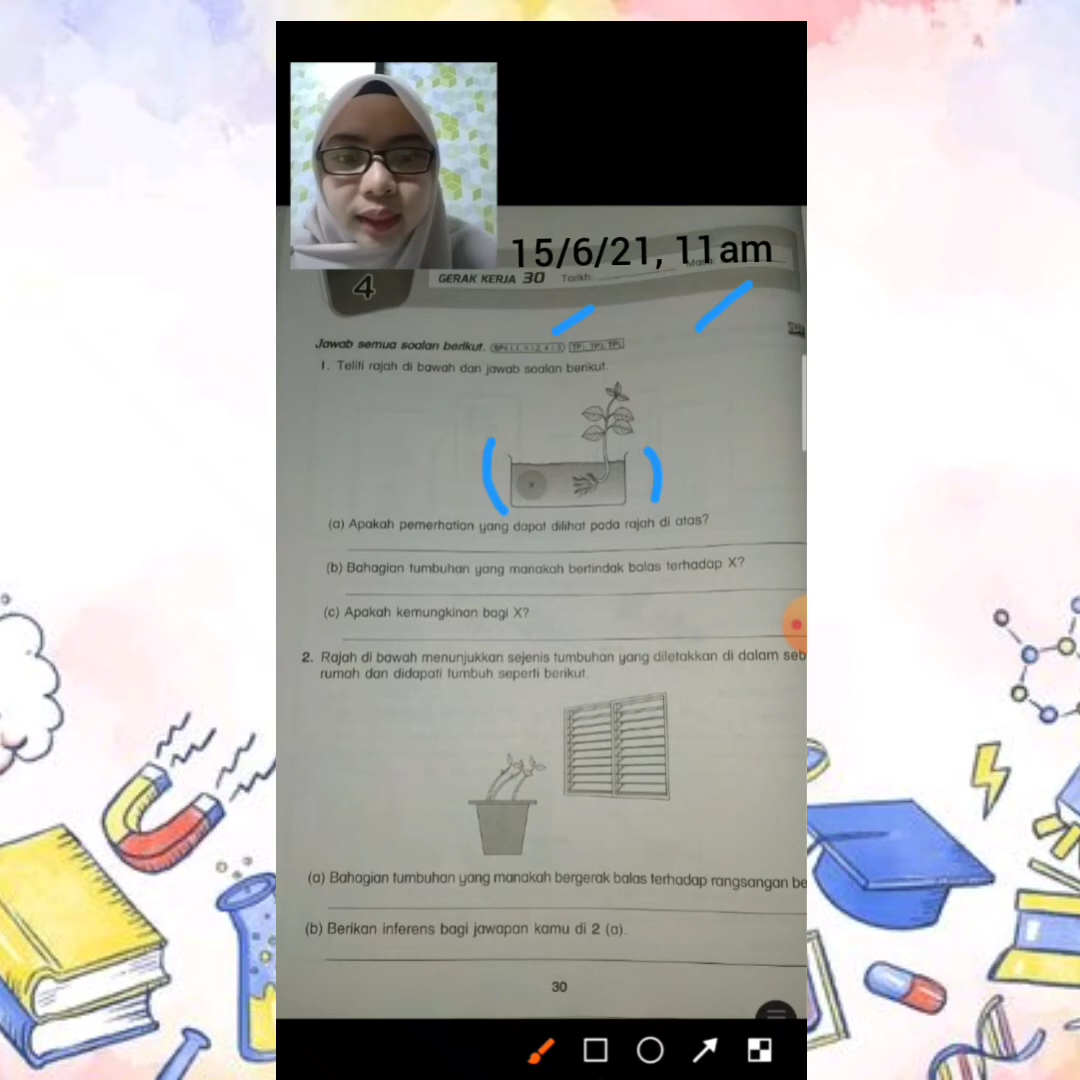 15/6/21, 11am
4
GERAK KERJA 30 Tarikh:
Jawab semua soalan berikut.
1. Teliti rajah di bawah dan jawab soalan berikut.
X
(a) Apakah pemerhatian yang dapat dilihat pada rajah di atas?
(b) Bahagian tumbuhan yang manakah bertindak balas terhadap X?
(c) Apakah kemungkinan bagi X?
2. Rajah di bawah menunjukkan sejenis tumbuhan yang diletakkan di dalam seb
rumah dan didapati tumbuh seperti berikut.
(a) Bahagian tumbuhan yang manakah bergerak balas terhadap rangsangan be
(b) Berikan inferens bagi jawapan kamu di 2 (a).
30